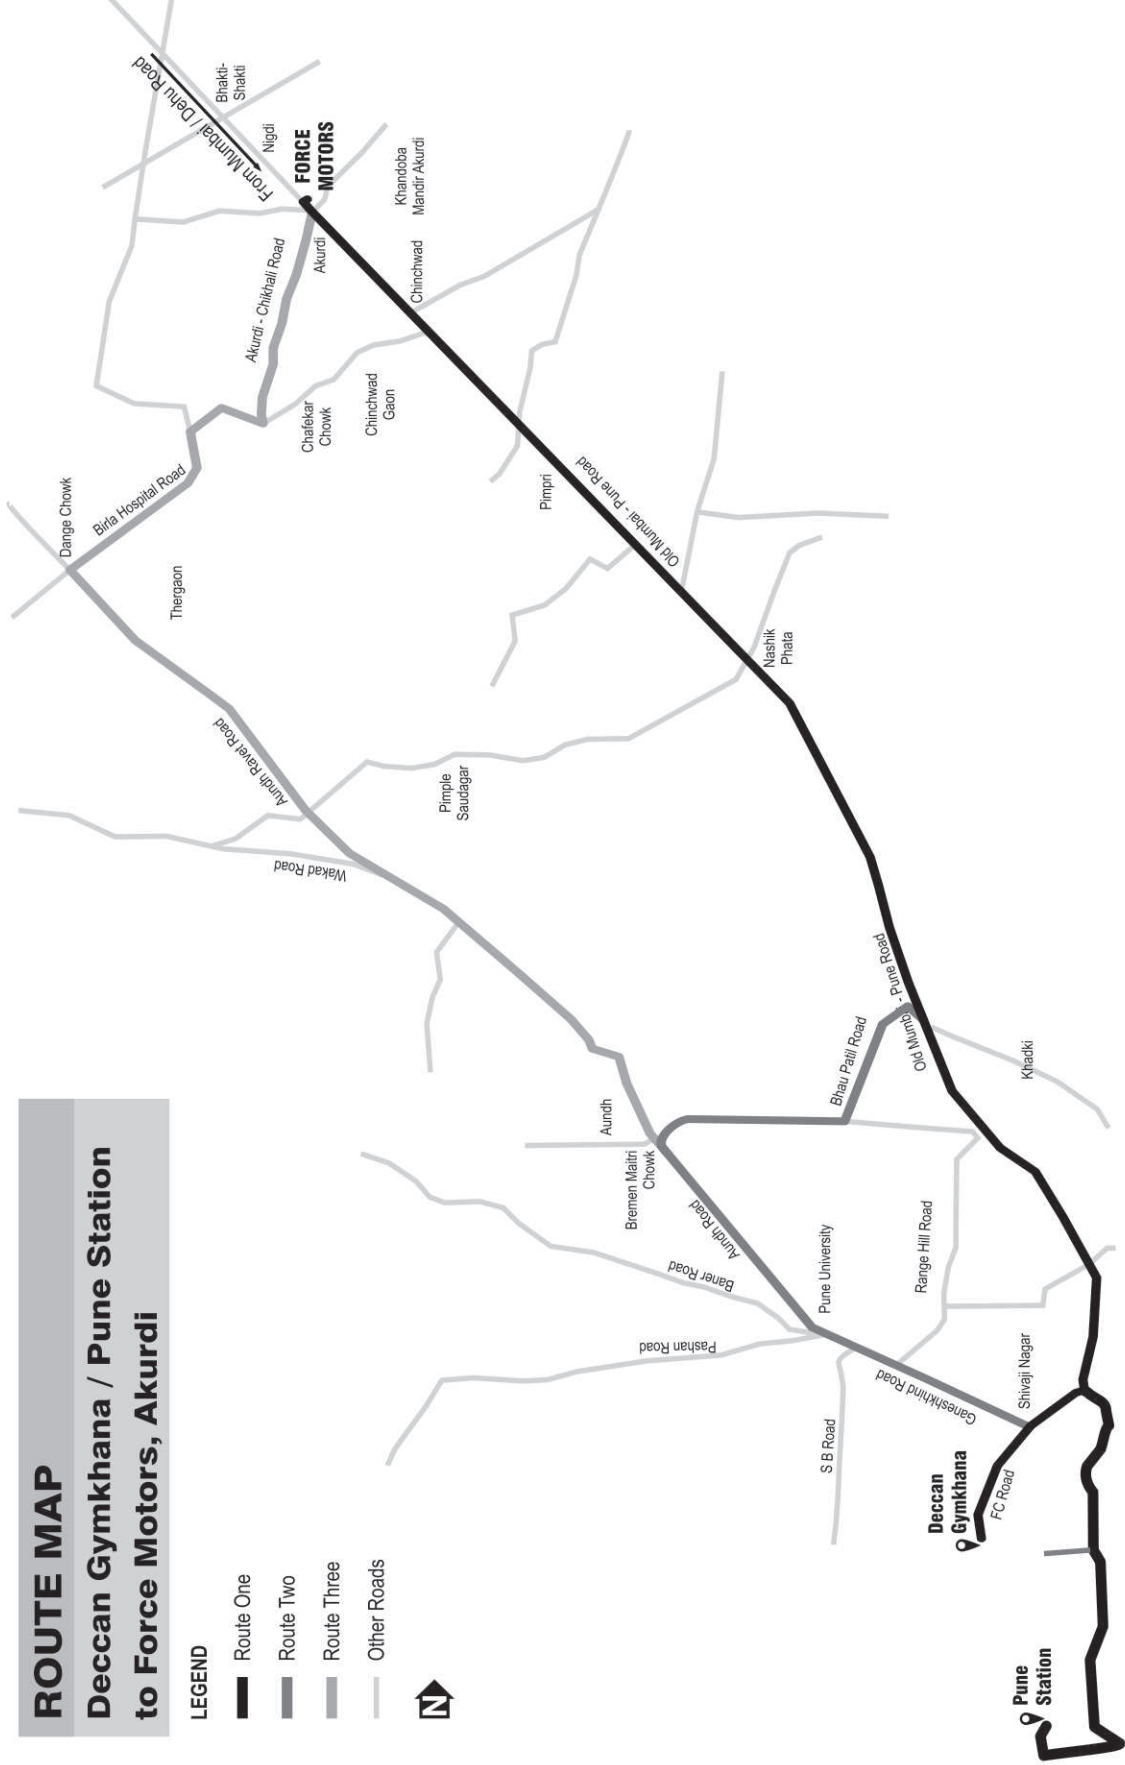 ROUTE MAP
Deccan Gymkhana / Pune Station
to Force Motors, Akurdi
LEGEND
Route One
Route Two
Route Three
Other Roads
N
From Mumbai / Dehu Road
Bhakti-
Shakti
Nigdi
FORCE
MOTORS
Khandoba
Mandir Akurdi
Akurdi
Akurdi - Chikhali Road
Chinchwad
Chinchwad
Gaon
Chafekar
Chowk
Birla Hospital Road
Dange Chowk
Thergaon
Pimpri
Old Mumbai - Pune Road
Nashik
Phata
Aundh Ravet Road
Pimple
Saudagar
Wakad Road
Old Mumbai - Pune Road
Bhau Patil Road
Khadki
Aundh
Bremen Maitri
Chowk
Aundh Road
Baner Road
Pashan Road
Pune University
Range Hill Road
Ganeshkhind Road
Shivaji Nagar
S B Road
Deccan
Gymkhana
FC Road
Pune
Station